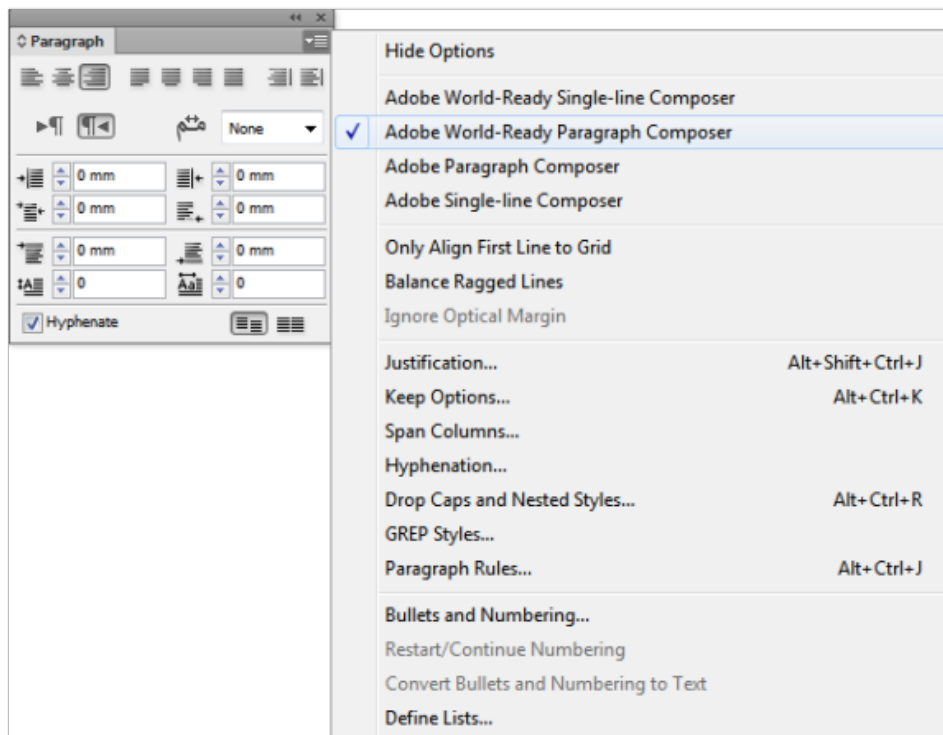 Paragraph
None
0 mm
0 mm
0 mm
0 mm
0 mm
0 mm
0
0
Hyphenate
Hide Options
Adobe World-Ready Single-line Composer
Adobe World-Ready Paragraph Composer
Adobe Paragraph Composer
Adobe Single-line Composer
Only Align First Line to Grid
Balance Ragged Lines
Ignore Optical Margin
Justification... Alt+Shift+Ctrl+J
Keep Options... Alt+Ctrl+K
Span Columns...
Hyphenation...
Drop Caps and Nested Styles... Alt+Ctrl+R
GREP Styles...
Paragraph Rules... Alt+Ctrl+J
Bullets and Numbering...
Restart/Continue Numbering
Convert Bullets and Numbering to Text
Define Lists...